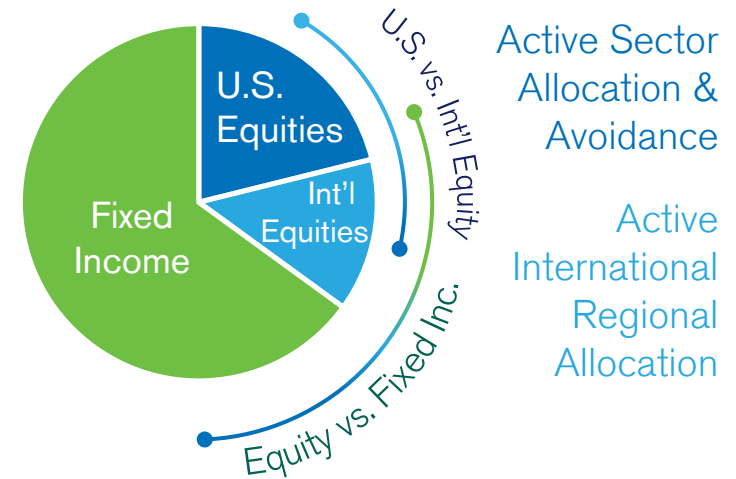 U.S.
Equities
Int'l
Equities
Fixed
Income
U.S. vs. Int'l Equity
Equity vs. Fixed Inc.
Active Sector
Allocation &
Avoidance
Active
International
Regional
Allocation